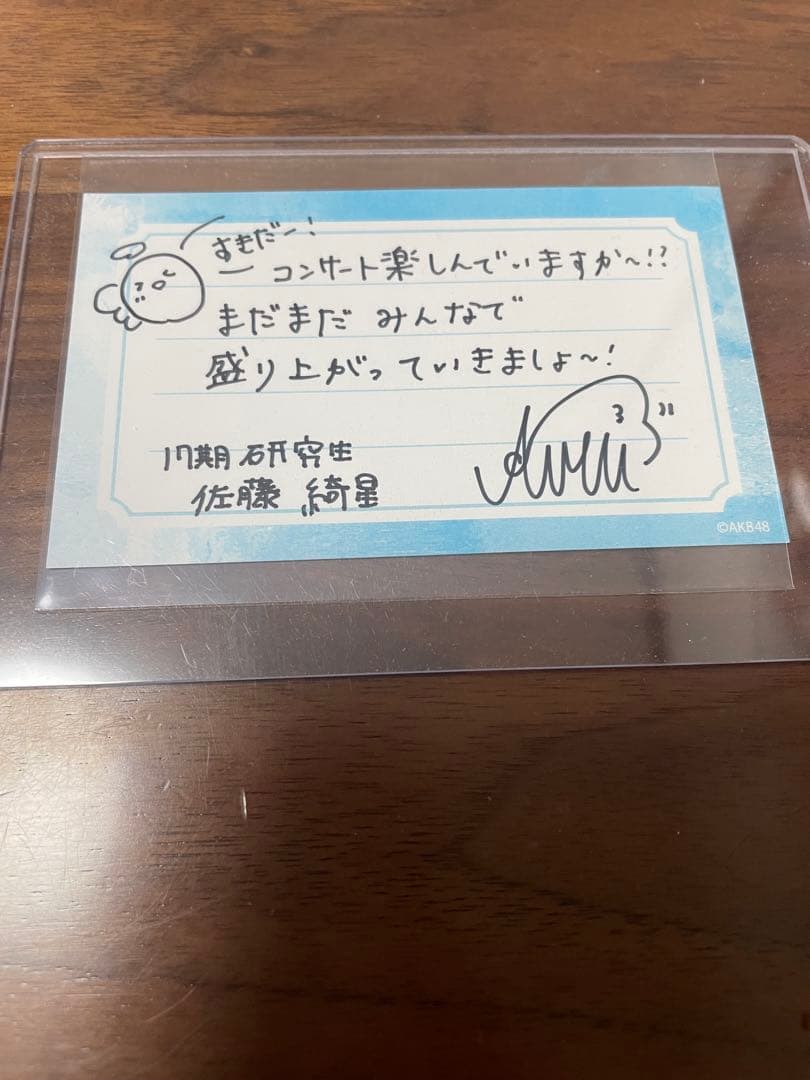 すきだー!
コンサート楽しんでいますか〜!?
まだまだ みんなで
盛り上がっていきましょ〜!
17期研究生
佐藤 綺星
©AKB48